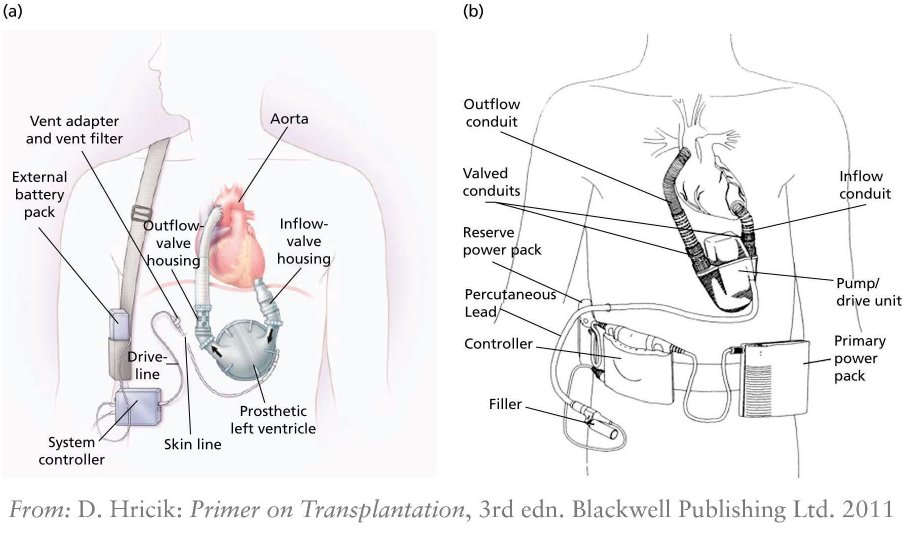 (a)
Vent adapter
and vent filter
External
battery
pack
Aorta
Outflow-
valve
housing
Inflow-
valve
housing
Drive-
line
Prosthetic
left ventricle
System
controller
Skin line
(b)
Outflow
conduit
Valved
conduits
Reserve
power pack
Percutaneous
Lead
Controller
Filler
Inflow
conduit
Pump/
drive unit
Primary
power
pack
From: D. Hricik: Primer on Transplantation, 3rd edn. Blackwell Publishing Ltd. 2011